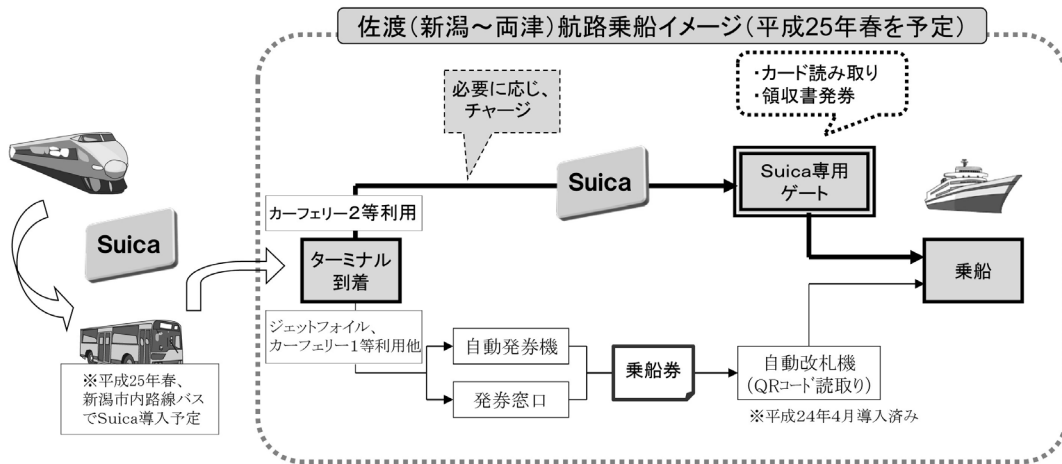 佐渡(新潟～両津)航路乗船イメージ(平成25年春を予定)
必要に応じ、
チャージ
・カード読み取り
・領収書発券
Suica
Suica
Suica専用
ゲート
カーフェリー2等利用
ターミナル
到着
乗船
ジェットフォイル、
カーフェリー1等利用他
自動発券機
発券窓口
乗船券
自動改札機
(QRコード読取り)
※平成24年4月導入済み
※平成25年春、
新潟市内路線バス
でSuica導入予定